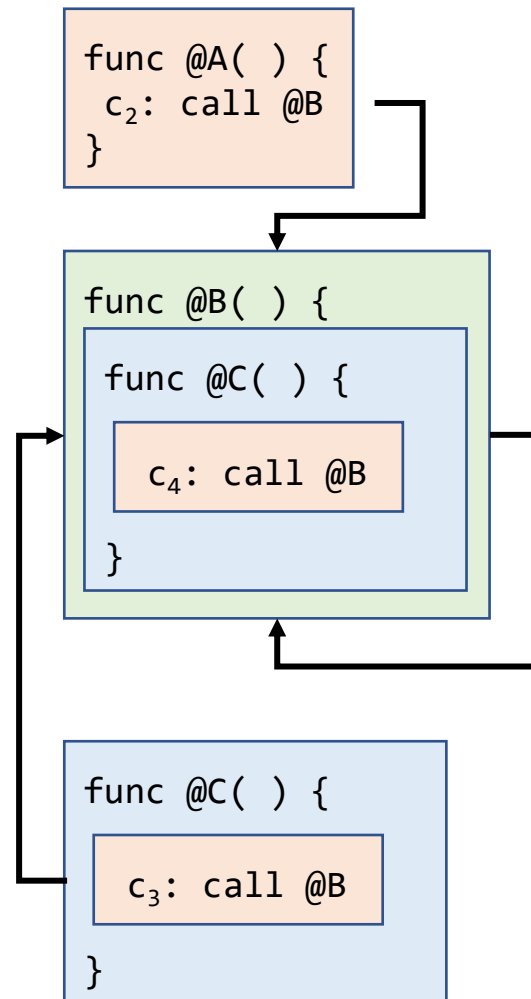 func @A( ) {
c₂: call @B
}
func @B( ) {
func @C( ) {
c₄: call @B
}
func @C( ) {
c₃: call @B
}